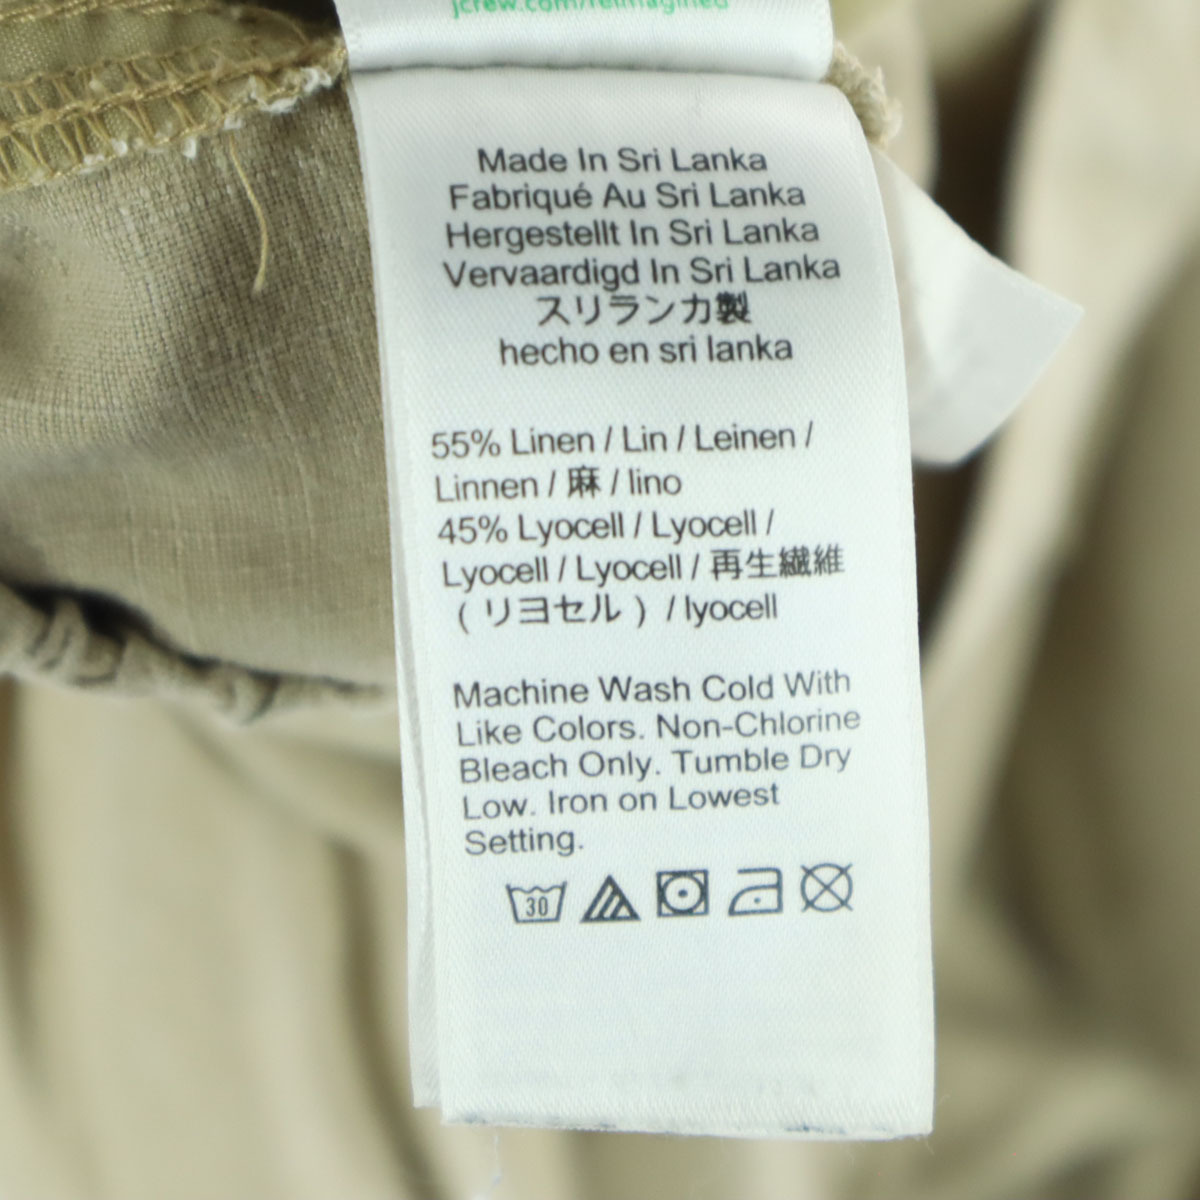 jcrew.com/reimagined
Made In Sri Lanka
Fabriqué Au Sri Lanka
Hergestellt In Sri Lanka
Vervaardigd In Sri Lanka
スリランカ製
hecho en sri lanka
55% Linen / Lin / Leinen /
Linnen / 麻 / lino
45% Lyocell / Lyocell /
Lyocell / Lyocell / 再生繊維
( リヨセル ) / lyocell
Machine Wash Cold With
Like Colors. Non-Chlorine
Bleach Only. Tumble Dry
Low. Iron on Lowest
Setting.
30